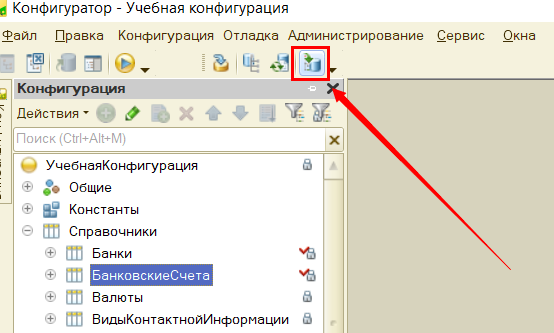 Конфигуратор - Учебная конфигурация
Файл Правка Конфигурация Отладка Администрирование Сервис Окна
Конфигурация
Действия
Поиск (Ctrl+Alt+M)
УчебнаяКонфигурация
Общие
Константы
Справочники
Банки
БанковскиеСчета
Валюты
ВидыКонтактнойИнформации